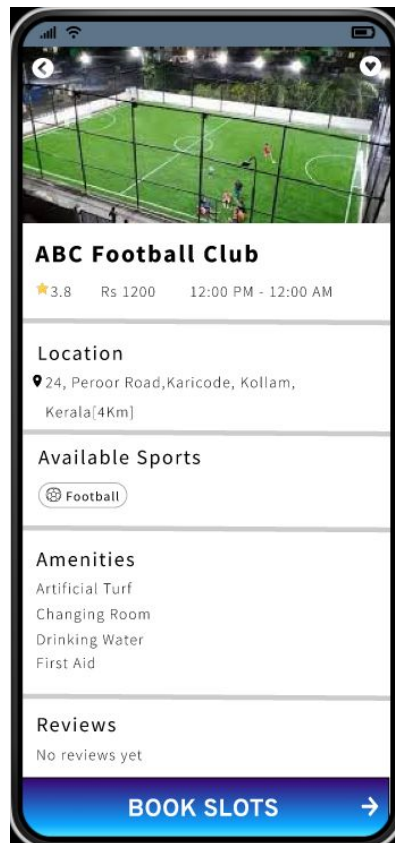 ABC Football Club
3.8 Rs 1200 12:00 PM - 12:00 AM
Location
24, Peroor Road,Karicode, Kollam,
Kerala[4Km]
Available Sports
Football
Amenities
Artificial Turf
Changing Room
Drinking Water
First Aid
Reviews
No reviews yet
BOOK SLOTS